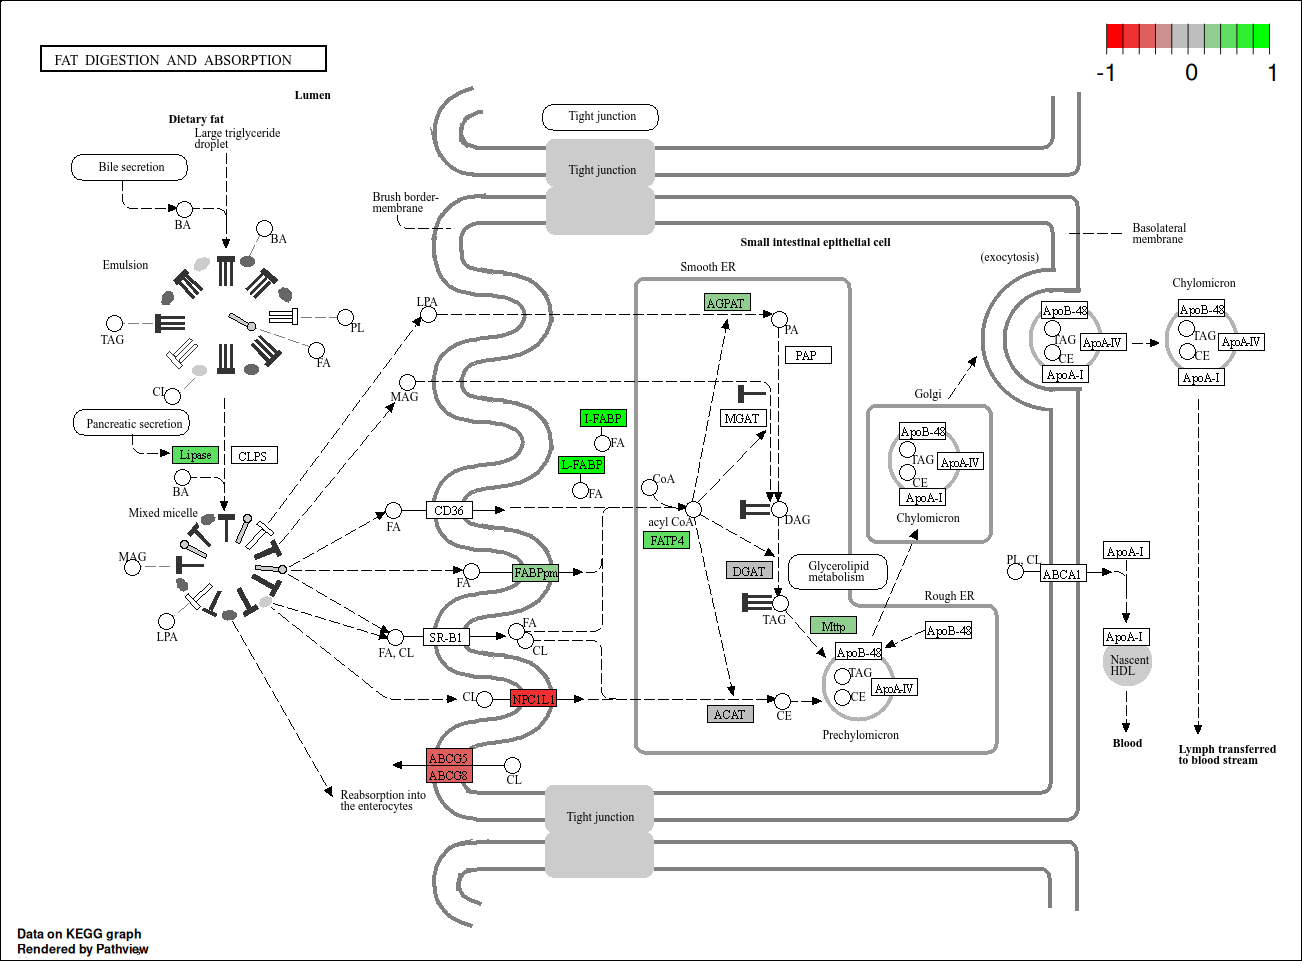 FAT DIGESTION AND ABSORPTION
-1
0
1
Lumen
Dietary fat
Large triglyceride
droplet
Tight junction
Bile secretion
Tight junction
BA
Brush border-
membrane
BA
Small intestinal epithelial cell
Basolateral
membrane
Emulsion
Smooth ER
(exocytosis)
Chylomicron
LPA
AGPAT
ApoB-48
TAG
CE
ApoA-IV
ApoA-I
ApoB-48
TAG
CE
ApoA-IV
ApoA-I
TAG
PL
FA
PA
PAP
CL
MAG
Golgi
Pancreatic secretion
I-FABP
FA
MGAT
ApoB-48
TAG
CE
ApoA-IV
ApoA-I
Chylomicron
Lipase
CLPS
L-FABP
FA
BA
CoA
Mixed micelle
FA
CD36
acyl CoA
DAG
FATP4
MAG
FA
FABPpm
DGAT
Glycerolipid
metabolism
PL, CL
ABCA1
ApoA-I
Rough ER
LPA
FA, CL
SR-B1
FA
CL
TAG
Mttp
ApoB-48
ApoB-48
TAG
CE
ApoA-IV
Prechylomicron
ApoA-I
Nascent
HDL
CL
NPC1L1
ACAT
CE
Blood
Lymph transferred
to blood stream
ABCG5
ABCG8
CL
Reabsorption into
the enterocytes
Tight junction
Data on KEGG graph
Rendered by Pathview